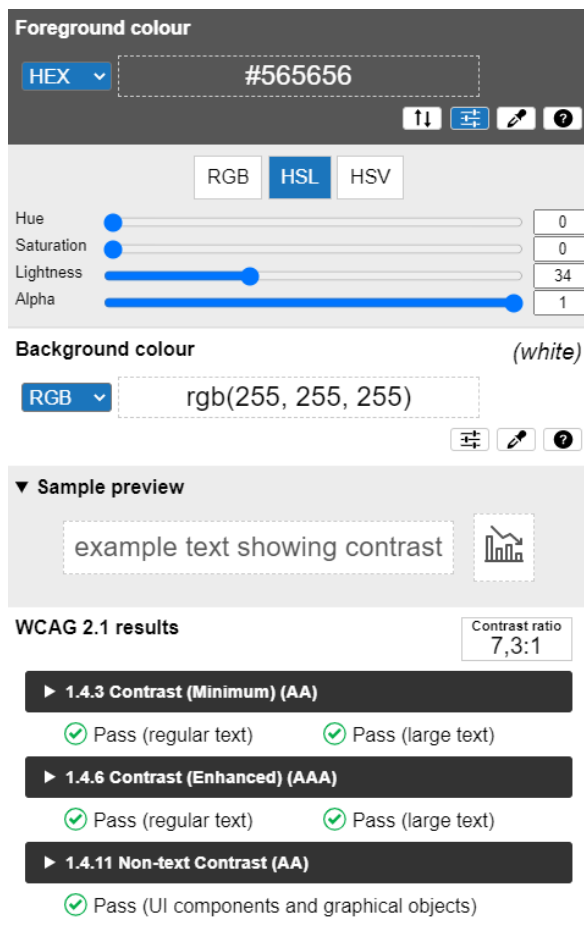 Foreground colour
HEX #565656
RGB HSL HSV
Hue 0
Saturation 0
Lightness 34
Alpha 1
Background colour (white)
RGB rgb(255, 255, 255)
▼ Sample preview
example text showing contrast
WCAG 2.1 results
Contrast ratio
7,3:1
▶ 1.4.3 Contrast (Minimum) (AA)
Pass (regular text) Pass (large text)
▶ 1.4.6 Contrast (Enhanced) (AAA)
Pass (regular text) Pass (large text)
▶ 1.4.11 Non-text Contrast (AA)
Pass (UI components and graphical objects)